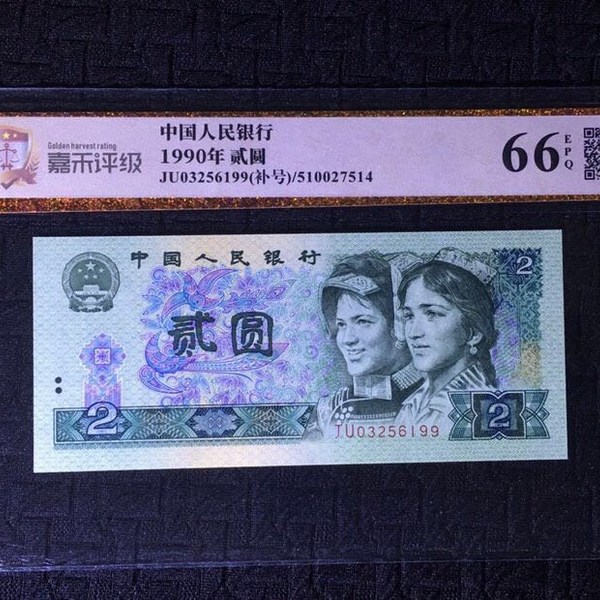 Golden harvest rating
嘉禾评级
中国人民银行
1990年 贰圆
JU03256199(补号)/510027514
66
EPQ
中国人民银行
2
贰圆
2
JU03256199
2